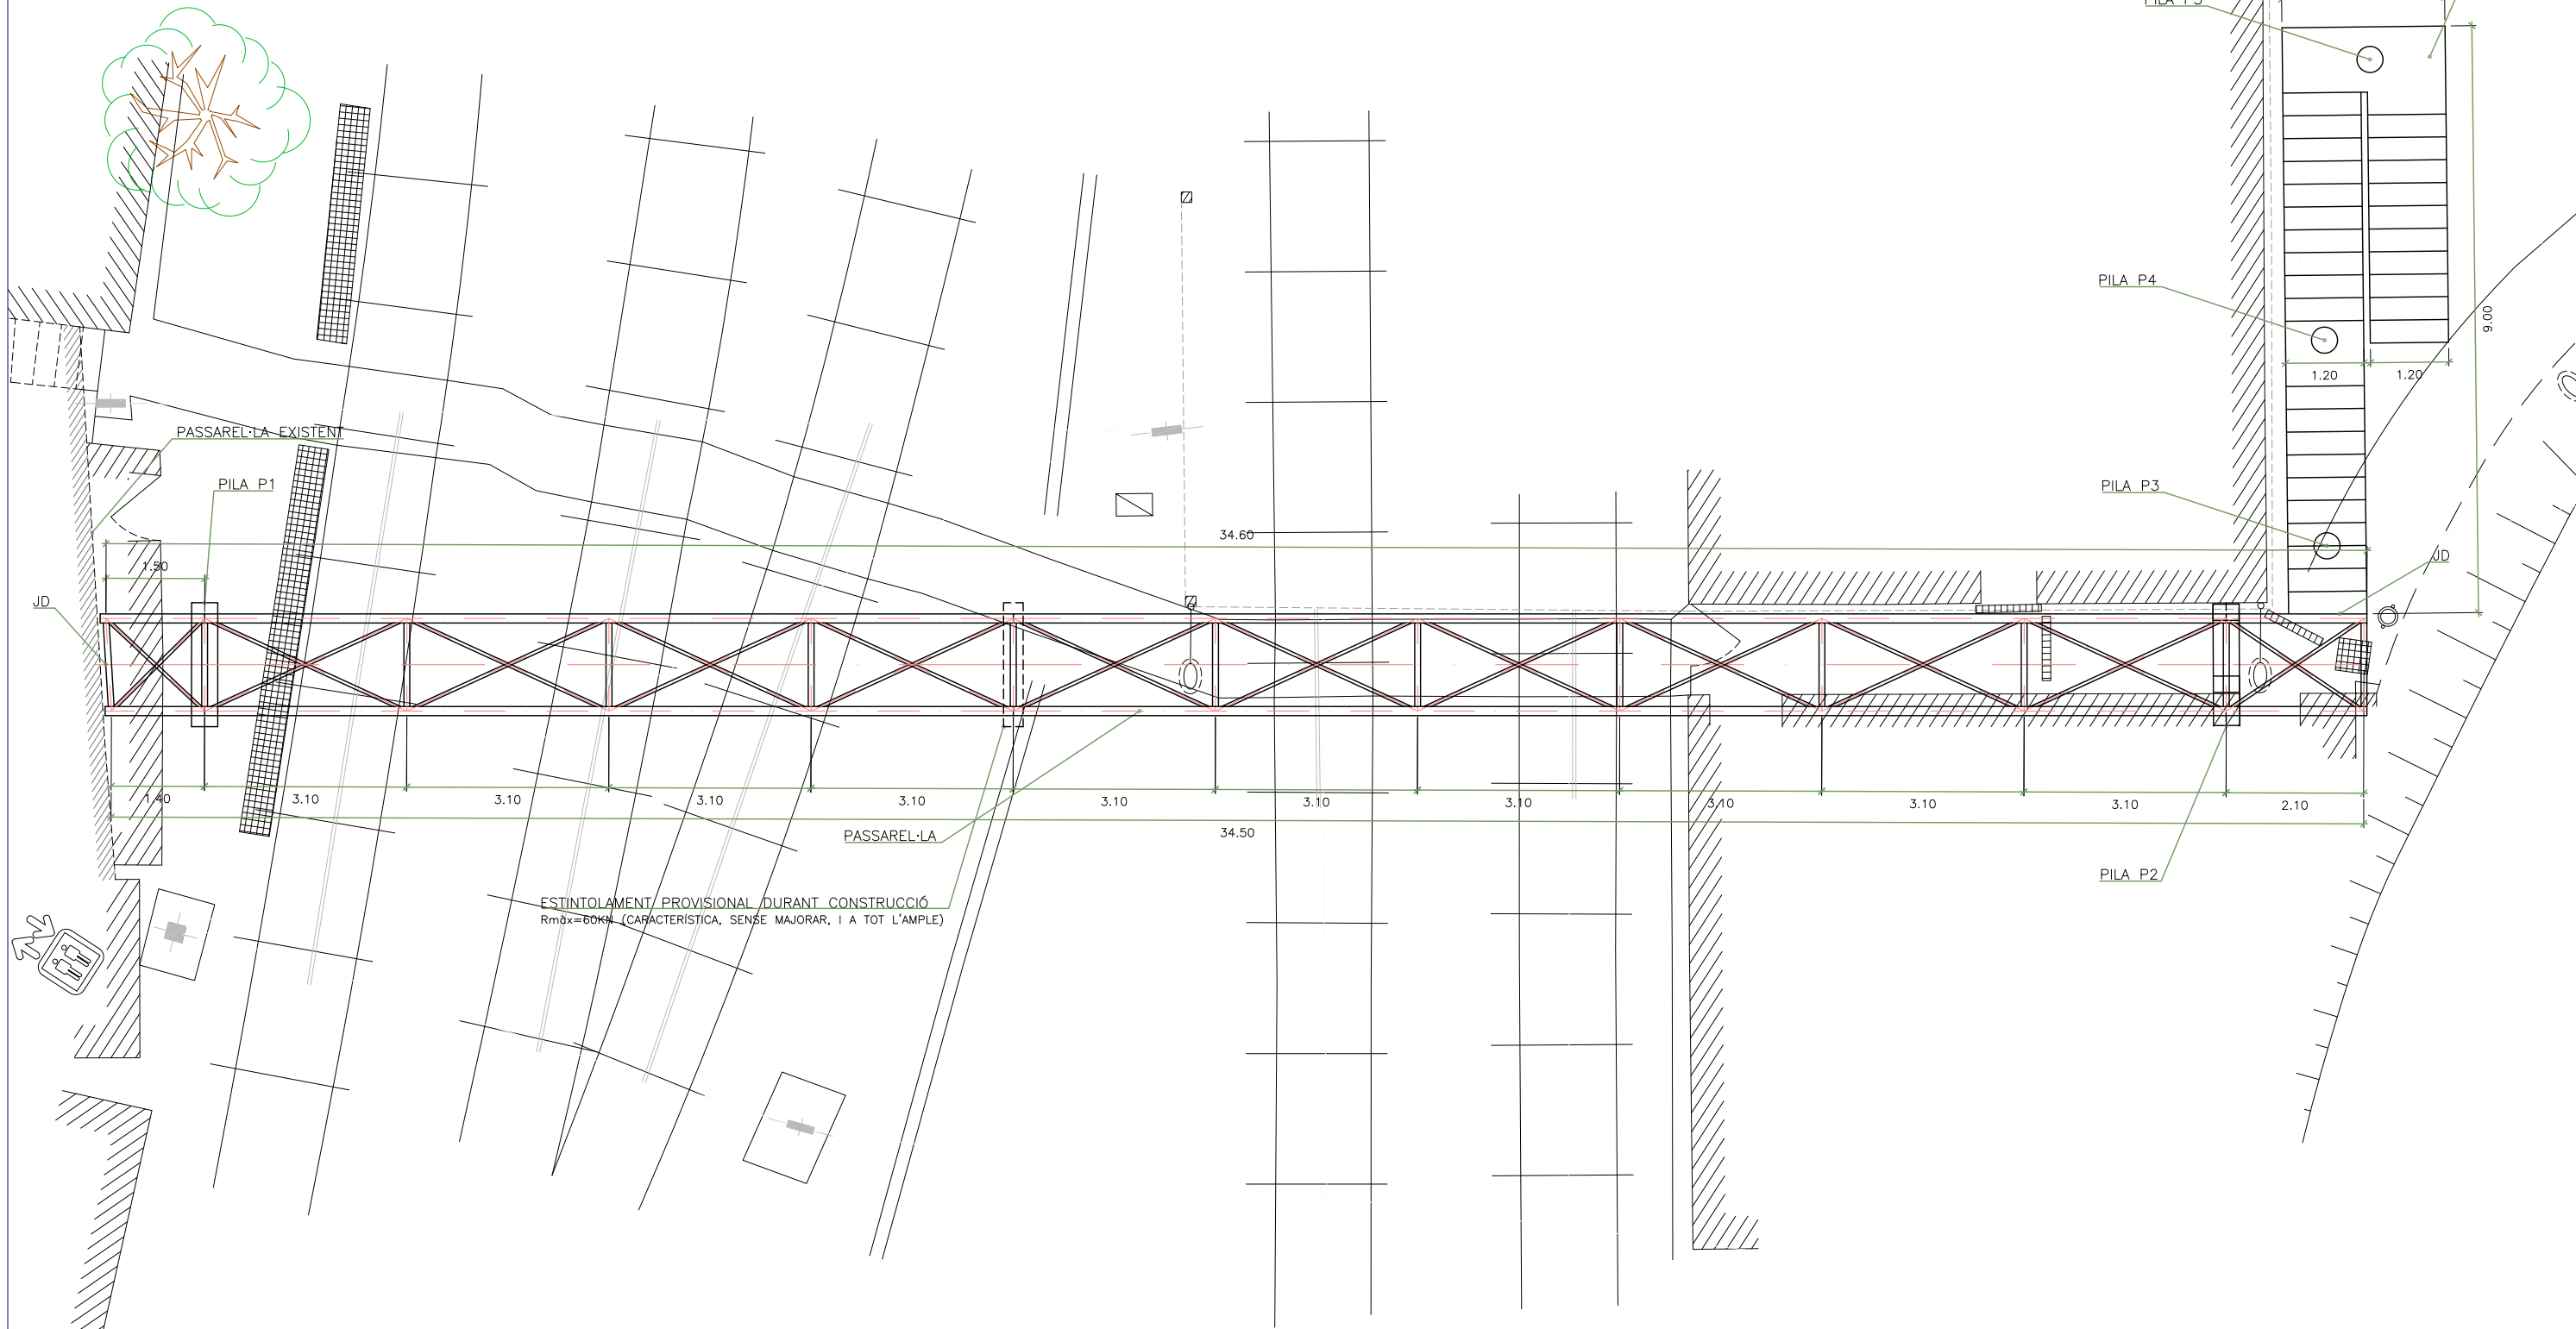 PILA P5
PILA P4
9.00
1.20
1.20
PASSAREL·LA EXISTENT
PILA P1
PILA P3
34.60
JD
1.50
JD
1.40
3.10
3.10
3.10
3.10
3.10
3.10
3.10
3.10
3.10
3.10
2.10
34.50
PASSAREL·LA
PILA P2
ESTINTOLAMENT PROVISIONAL DURANT CONSTRUCCIÓ
Rmàx=60KN (CARACTERÍSTICA, SENSE MAJORAR, I A TOT L'AMPLE)